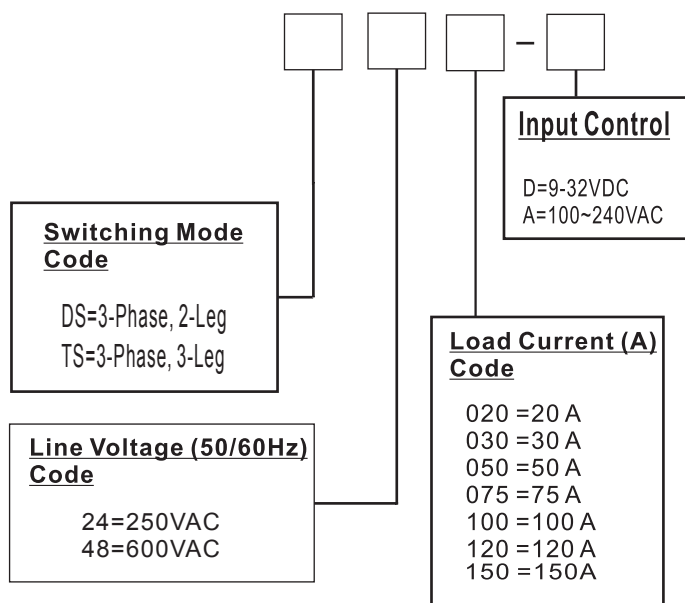 –
Input Control
D=9-32VDC
A=100~240VAC
Switching Mode
Code
DS=3-Phase, 2-Leg
TS=3-Phase, 3-Leg
Load Current (A)
Code
020 =20 A
030 =30 A
050 =50 A
075 =75 A
100 =100 A
120 =120 A
150 =150A
Line Voltage (50/60Hz)
Code
24=250VAC
48=600VAC